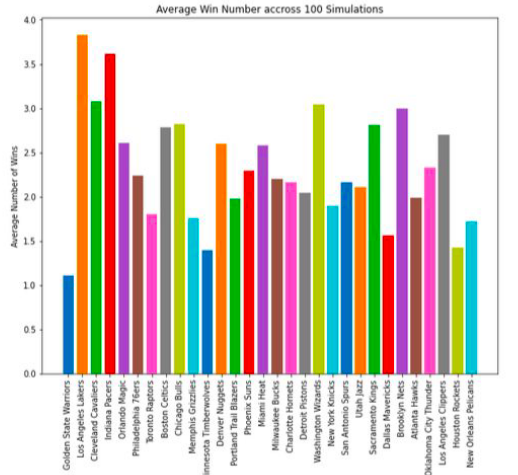 Average Win Number accross 100 Simulations
Average Number of Wins
4.0
3.5
3.0
2.5
2.0
1.5
1.0
0.5
0.0
Golden State Warriors
Los Angeles Lakers
Cleveland Cavaliers
Indiana Pacers
Orlando Magic
Philadelphia 76ers
Toronto Raptors
Boston Celtics
Chicago Bulls
Memphis Grizzlies
innesota Timberwolves
Denver Nuggets
Portland Trail Blazers
Phoenix Suns
Miami Heat
Milwaukee Bucks
Charlotte Hornets
Detroit Pistons
Washington Wizards
New York Knicks
San Antonio Spurs
Utah Jazz
Sacramento Kings
Dallas Mavericks
Brooklyn Nets
Atlanta Hawks
Oklahoma City Thunder
Los Angeles Clippers
Houston Rockets
New Orleans Pelicans